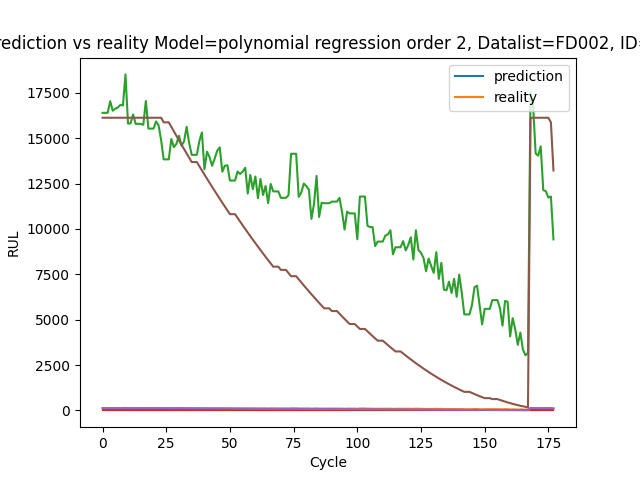 rediction vs reality Model=polynomial regression order 2, Datalist=FD002, ID=
prediction
reality
17500
15000
12500
10000
7500
5000
2500
0
RUL
0 25 50 75 100 125 150 175
Cycle